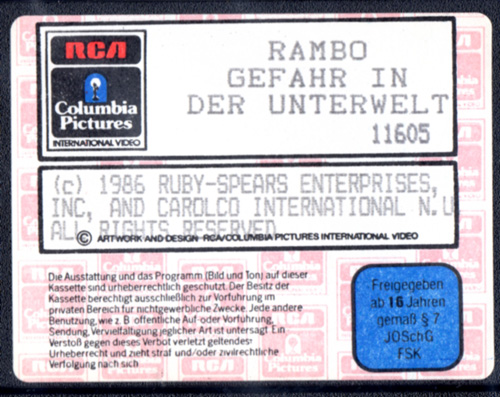 RCA
Columbia
Pictures
INTERNATIONAL VIDEO
RAMBO
GEFAHR IN
DER UNTERWELT
11605
(c) 1986 RUBY-SPEARS ENTERPRISES,
INC, AND CAROLCO INTERNATIONAL N.U
ALL RIGHTS RESERVED
© ARTWORK AND DESIGN RCA/COLUMBIA PICTURES INTERNATIONAL VIDEO
Die Ausstattung und das Programm (Bild und Ton) auf dieser
Kassette sind urheberrechtlich geschützt. Der Besitz der
Kassette berechtigt ausschließlich zur Vorführung im
privaten Bereich für nichtgewerbliche Zwecke. Jede andere
Benutzung, wie z. B. öffentliche Auf- oder Vorführung,
Sendung, Vervielfältigung jeglicher Art ist untersagt. Ein
Verstoß gegen dieses Verbot verletzt geltendes
Urheberrecht und zieht straf- und/oder zivilrechtliche
Verfolgung nach sich
Freigegeben
ab 16 Jahren
gemäß § 7
JÖSchG
FSK